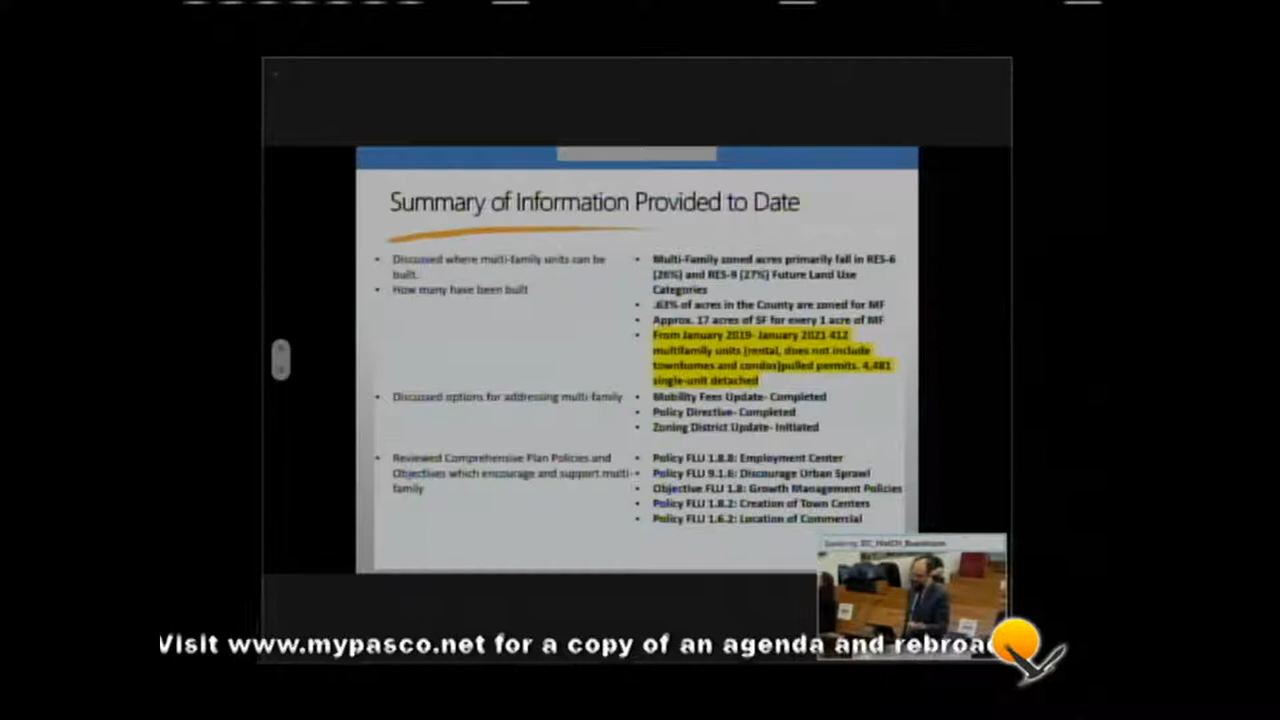 Summary of Information Provided to Date
• Discussed where multi-family units can be
built.
• How many have been built
• Multi-Family zoned acres primarily fall in RES-6
(26%) and RES-9 (27%) Future Land Use
Categories
• .63% of acres in the County are zoned for MF
• Approx. 17 acres of SF for every 1 acre of MF
• From January 2019- January 2021 412
multifamily units (rental, does not include
townhomes and condos)pulled permits. 4,481
single-unit detached
• Discussed options for addressing multi-family
• Mobility Fees Update- Completed
• Policy Directive- Completed
• Zoning District Update- Initiated
• Reviewed Comprehensive Plan Policies and
Objectives which encourage and support multi-
family
• Policy FLU 1.8.8: Employment Center
• Policy FLU 9.1.6: Discourage Urban Sprawl
• Objective FLU 1.8: Growth Management Policies
• Policy FLU 1.8.2: Creation of Town Centers
• Policy FLU 1.6.2: Location of Commercial
Visit www.mypasco.net for a copy of an agenda and rebroa